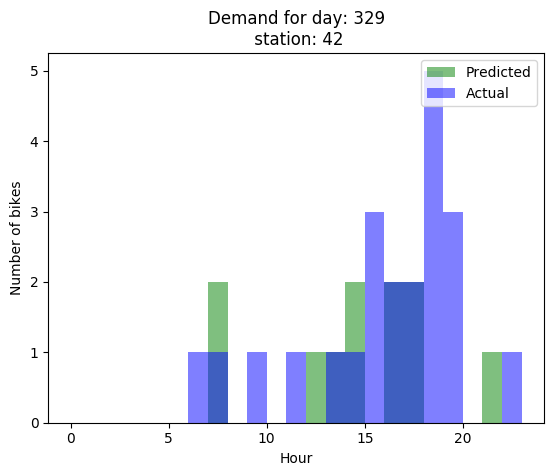 Demand for day: 329
station: 42
Predicted
Actual
Number of bikes
5
4
3
2
1
0
0 5 10 15 20
Hour